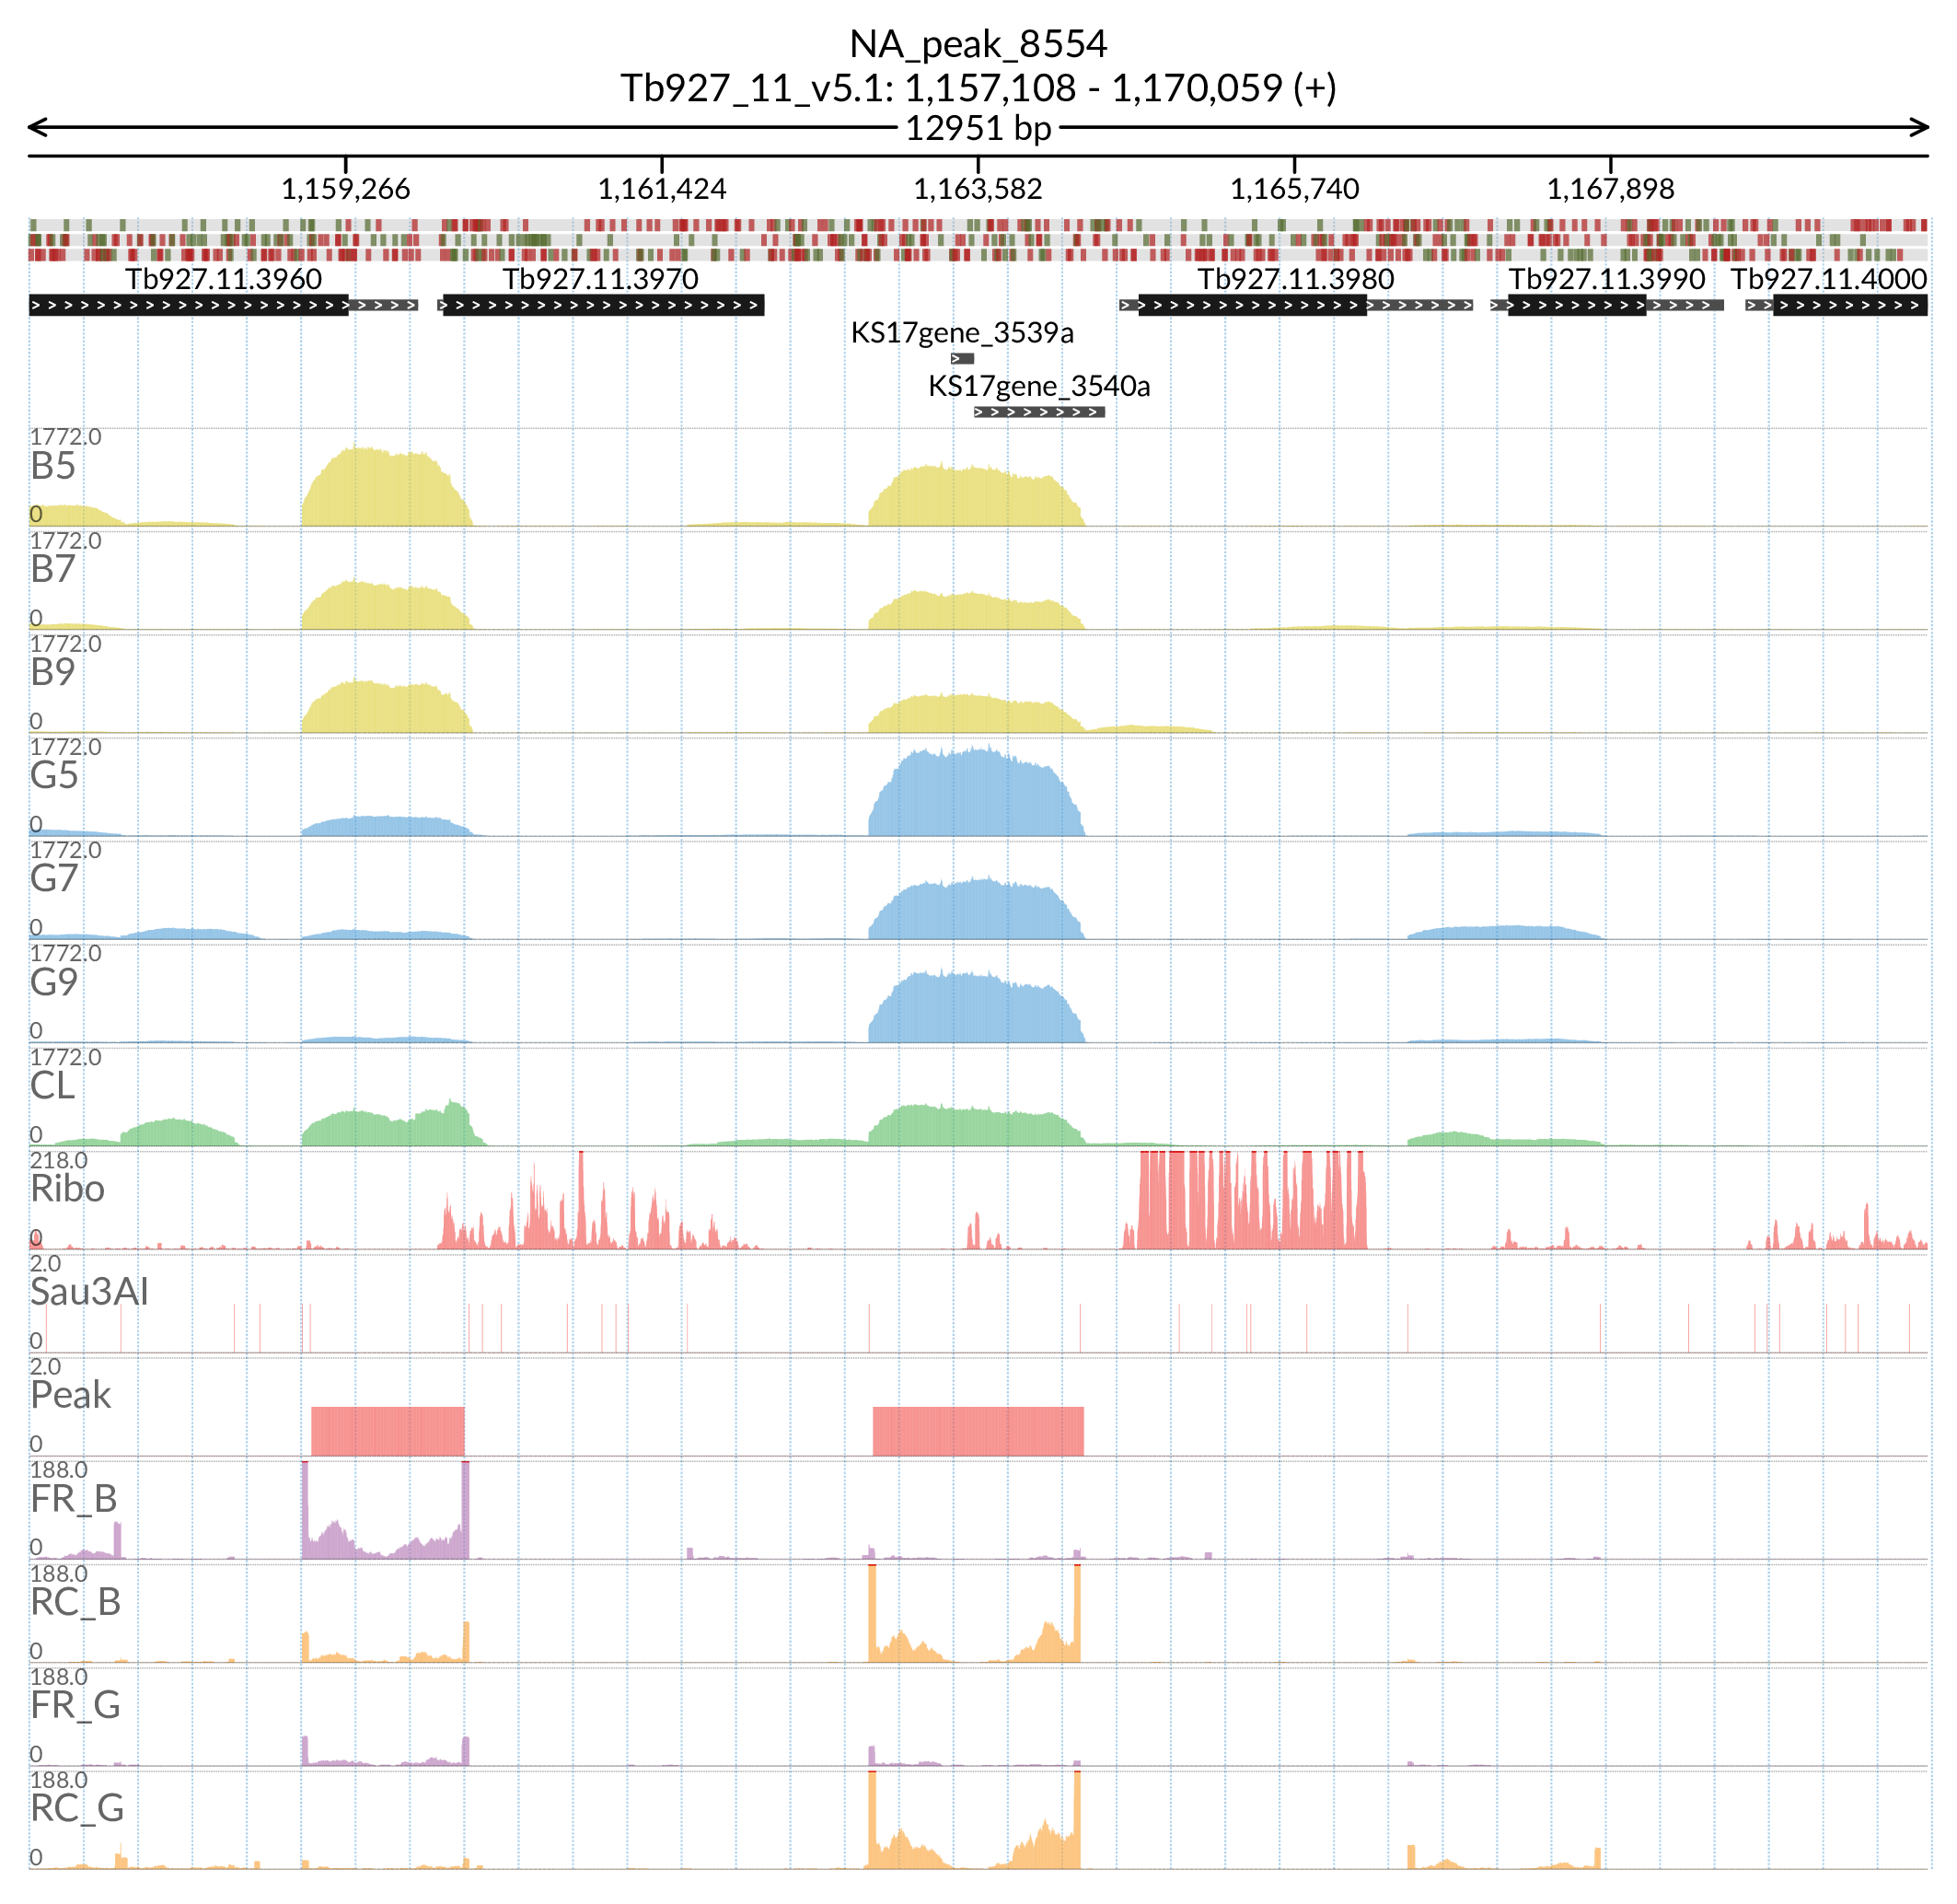 NA_peak_8554
Tb927_11_v5.1: 1,157,108 - 1,170,059 (+)
12951 bp
1,159,266 1,161,424 1,163,582 1,165,740 1,167,898
Tb927.11.3960 Tb927.11.3970 Tb927.11.3980 Tb927.11.3990 Tb927.11.4000
KS17gene_3539a
KS17gene_3540a
1772.0
B5
0
1772.0
B7
0
1772.0
B9
0
1772.0
G5
0
1772.0
G7
0
1772.0
G9
0
1772.0
CL
0
218.0
Ribo
0
2.0
Sau3AI
0
2.0
Peak
0
188.0
FR_B
0
188.0
RC_B
0
188.0
FR_G
0
188.0
RC_G
0